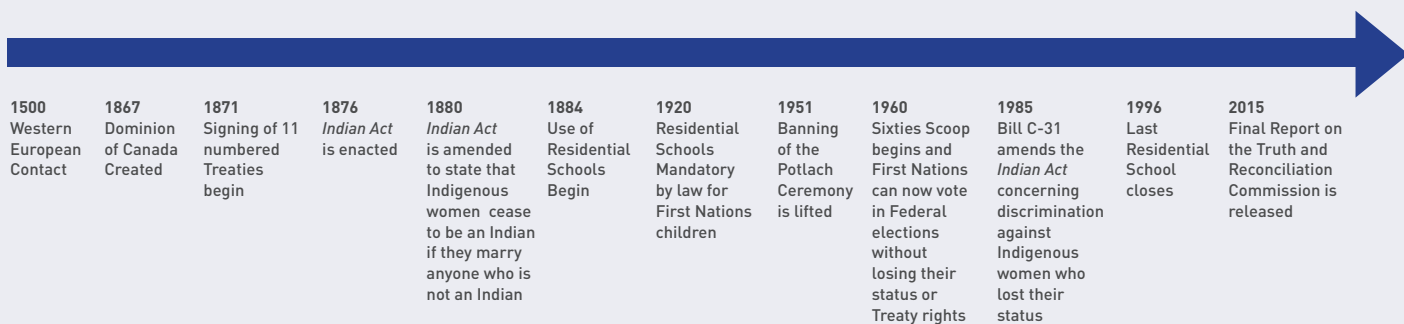 1500
Western
European
Contact
1867
Dominion
of Canada
Created
1871
Signing of 11
numbered
Treaties
begin
1876
Indian Act
is enacted
1880
Indian Act
is amended
to state that
Indigenous
women cease
to be an Indian
if they marry
anyone who is
not an Indian
1884
Use of
Residential
Schools
Begin
1920
Residential
Schools
Mandatory
by law for
First Nations
children
1951
Banning
of the
Potlach
Ceremony
is lifted
1960
Sixties Scoop
begins and
First Nations
can now vote
in Federal
elections
without
losing their
status or
Treaty rights
1985
Bill C-31
amends the
Indian Act
concerning
discrimination
against
Indigenous
women who
lost their
status
1996
Last
Residential
School
closes
2015
Final Report on
the Truth and
Reconciliation
Commission is
released